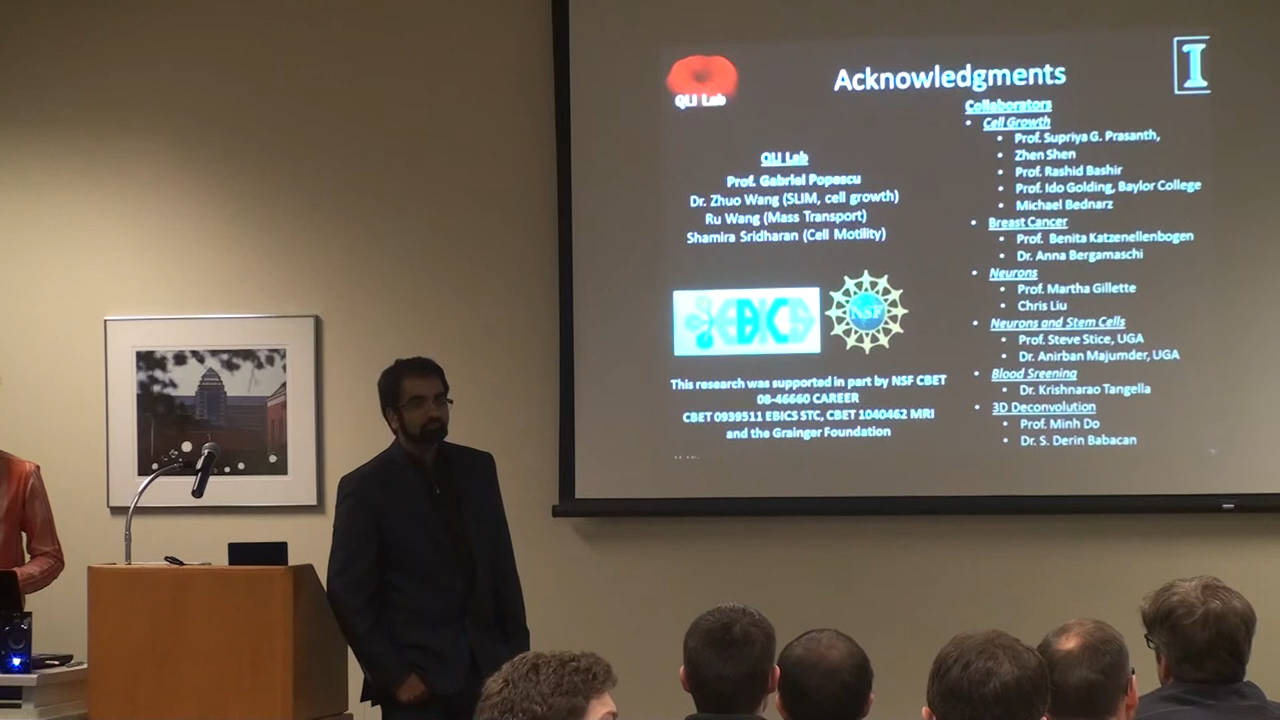 QLI Lab
Acknowledgments
I
QLI Lab
Prof. Gabriel Popescu
Dr. Zhuo Wang (SLIM, cell growth)
Ru Wang (Mass Transport)
Shamira Sridharan (Cell Motility)
EBICS
NSF
This research was supported in part by NSF CBET
08-46660 CAREER
CBET 0939511 EBICS STC, CBET 1040462 MRI
and the Grainger Foundation
Collaborators
• Cell Growth
• Prof. Supriya G. Prasanth,
• Zhen Shen
• Prof. Rashid Bashir
• Prof. Ido Golding, Baylor College
• Michael Bednarz
• Breast Cancer
• Prof. Benita Katzenellenbogen
• Dr. Anna Bergamaschi
• Neurons
• Prof. Martha Gillette
• Chris Liu
• Neurons and Stem Cells
• Prof. Steve Stice, UGA
• Dr. Anirban Majumder, UGA
• Blood Sreening
• Dr. Krishnarao Tangella
• 3D Deconvolution
• Prof. Minh Do
• Dr. S. Derin Babacan